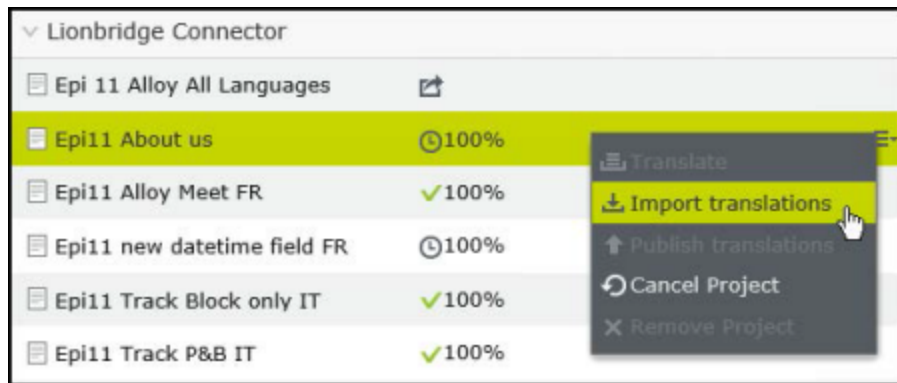 Lionbridge Connector
Epi 11 Alloy All Languages
Epi11 About us 100%
Translate
Epi11 Alloy Meet FR 100%
Import translations
Epi11 new datetime field FR 100%
Publish translations
Epi11 Track Block only IT 100%
Cancel Project
Epi11 Track P&B IT 100%
Remove Project